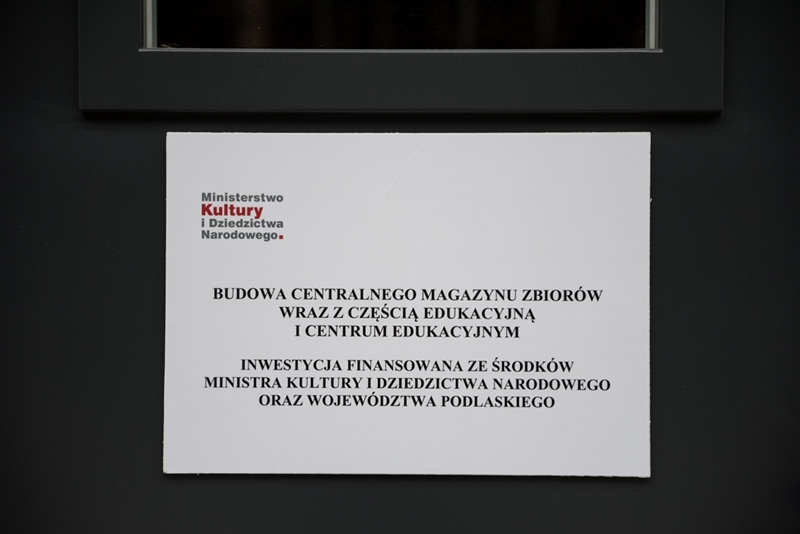 Ministerstwo
Kultury
i Dziedzictwa
Narodowego.
BUDOWA CENTRALNEGO MAGAZYNU ZBIORÓW
WRAZ Z CZĘŚCIĄ EDUKACYJNĄ
I CENTRUM EDUKACYJNYM
INWESTYCJA FINANSOWANA ZE ŚRODKÓW
MINISTRA KULTURY I DZIEDZICTWA NARODOWEGO
ORAZ WOJEWÓDZTWA PODLASKIEGO